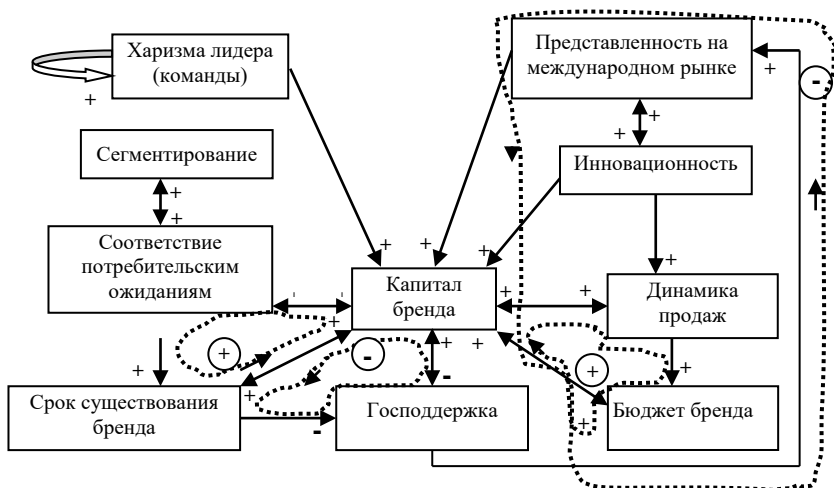 Харизма лидера
(команды)
+
Представленность на
международном рынке
+
-
+
+
Сегментирование
+
+
Инновационность
Соответствие
потребительским
ожиданиям
+
+
+
+
Капитал
бренда
+
+
Динамика
продаж
+
+
+
-
+
+
+
+
-
+
+
Срок существования
бренда
-
Господдержка
+
Бюджет бренда